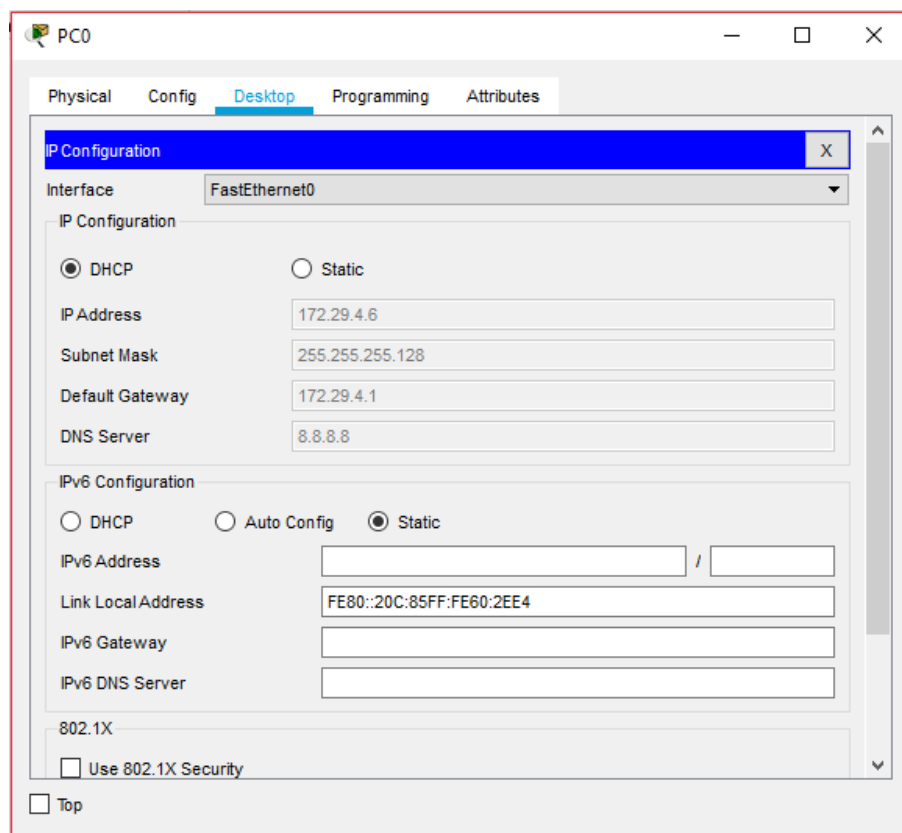 PC0
Physical Config Desktop Programming Attributes
IP Configuration X
Interface FastEthernet0
IP Configuration
DHCP Static
IP Address 172.29.4.6
Subnet Mask 255.255.255.128
Default Gateway 172.29.4.1
DNS Server 8.8.8.8
IPv6 Configuration
DHCP Auto Config Static
IPv6 Address /
Link Local Address FE80::20C:85FF:FE60:2EE4
IPv6 Gateway
IPv6 DNS Server
802.1X
Use 802.1X Security
Top